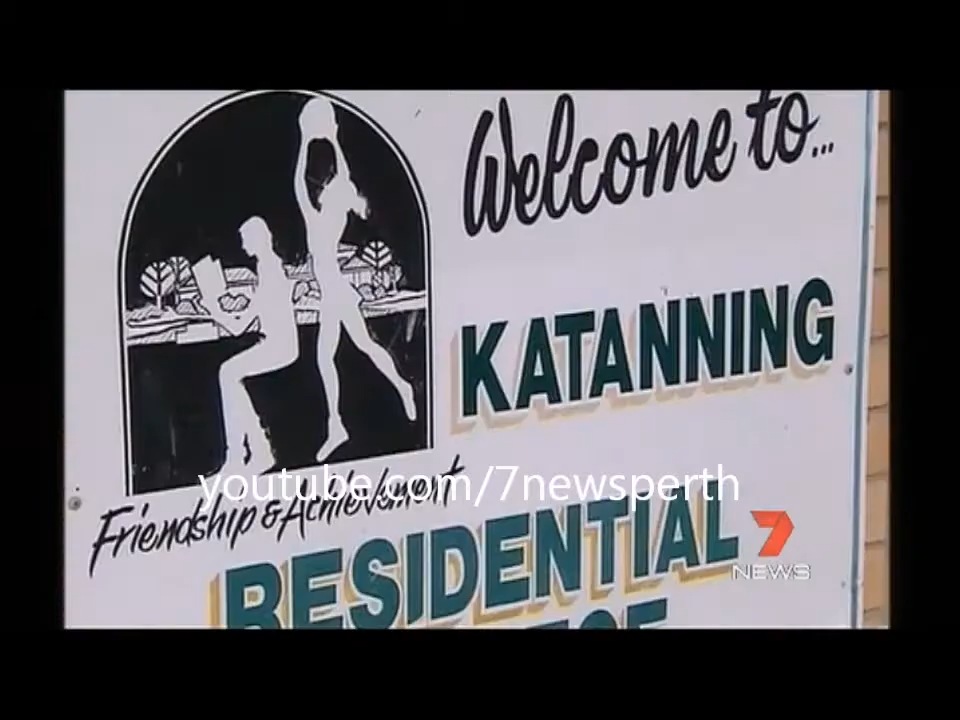 Welcome to...
KATANNING
Friendship & Achievement
youtube.com/7newsperth
RESIDENTIAL
7
NEWS